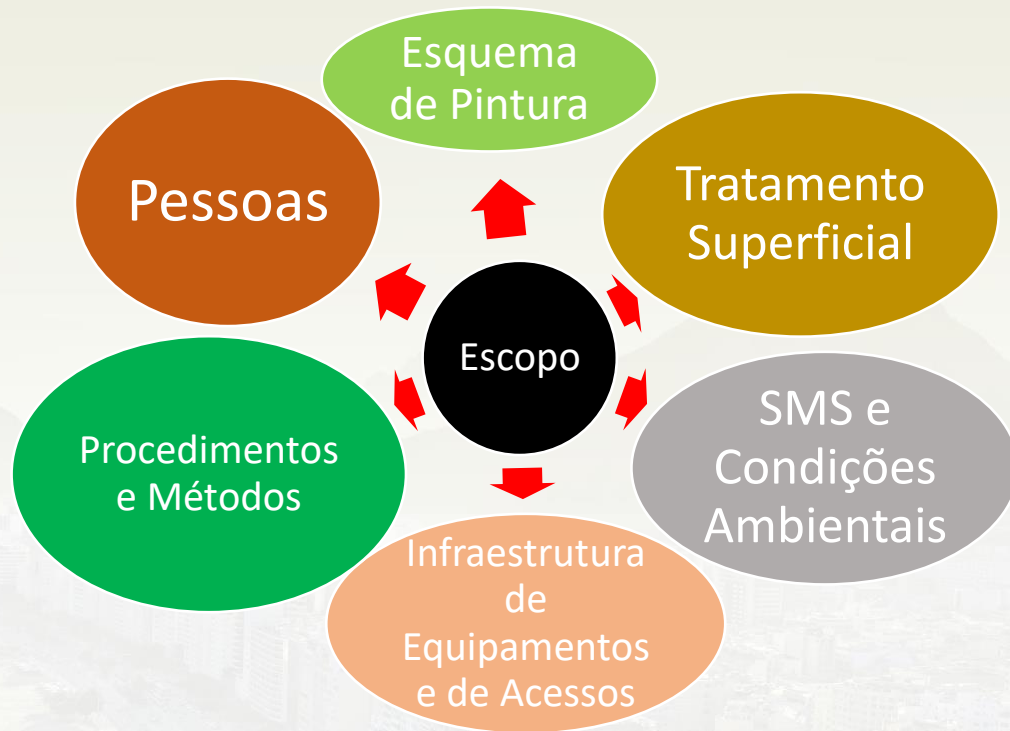 Esquema
de Pintura
Tratamento
Superficial
SMS e
Condições
Ambientais
Infraestrutura
de
Equipamentos
e de Acessos
Procedimentos
e Métodos
Pessoas
Escopo